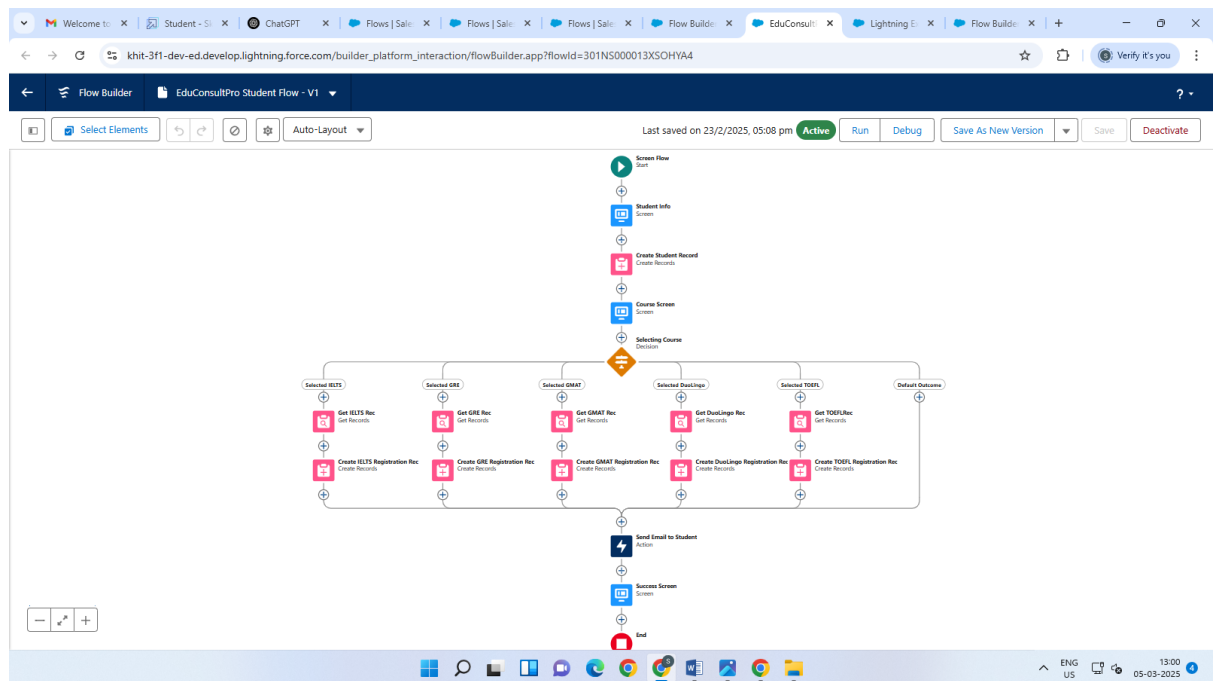 Welcome to
Student - Sk
ChatGPT
Flows | Sale
Flows | Sale
Flows | Sale
Flow Builde
EduConsulti
Lightning E
Flow Builde
khit-3f1-dev-ed.develop.lightning.force.com/builder_platform_interaction/flowBuilder.app?flowId=301NS000013XSOHYA4
S
Verify it's you
Flow Builder
EduConsultPro Student Flow - V1
?
Select Elements
Auto-Layout
Last saved on 23/2/2025, 05:08 pm
Active
Run
Debug
Save As New Version
Save
Deactivate
Screen Flow
Start
Student Info
Screen
Create Student Record
Create Records
Course Screen
Screen
Selecting Course
Decision
Selected IELTS
Selected GRE
Selected GMAT
Selected DuoLingo
Selected TOEFL
Default Outcome
Get IELTS Rec
Get Records
Get GRE Rec
Get Records
Get GMAT Rec
Get Records
Get DuoLingo Rec
Get Records
Get TOEFLRec
Get Records
Create IELTS Registration Rec
Create Records
Create GRE Registration Rec
Create Records
Create GMAT Registration Rec
Create Records
Create DuoLingo Registration Rec
Create Records
Create TOEFL Registration Rec
Create Records
Send Email to Student
Action
Success Screen
Screen
End
S
ENG
US
13:00
05-03-2025
4